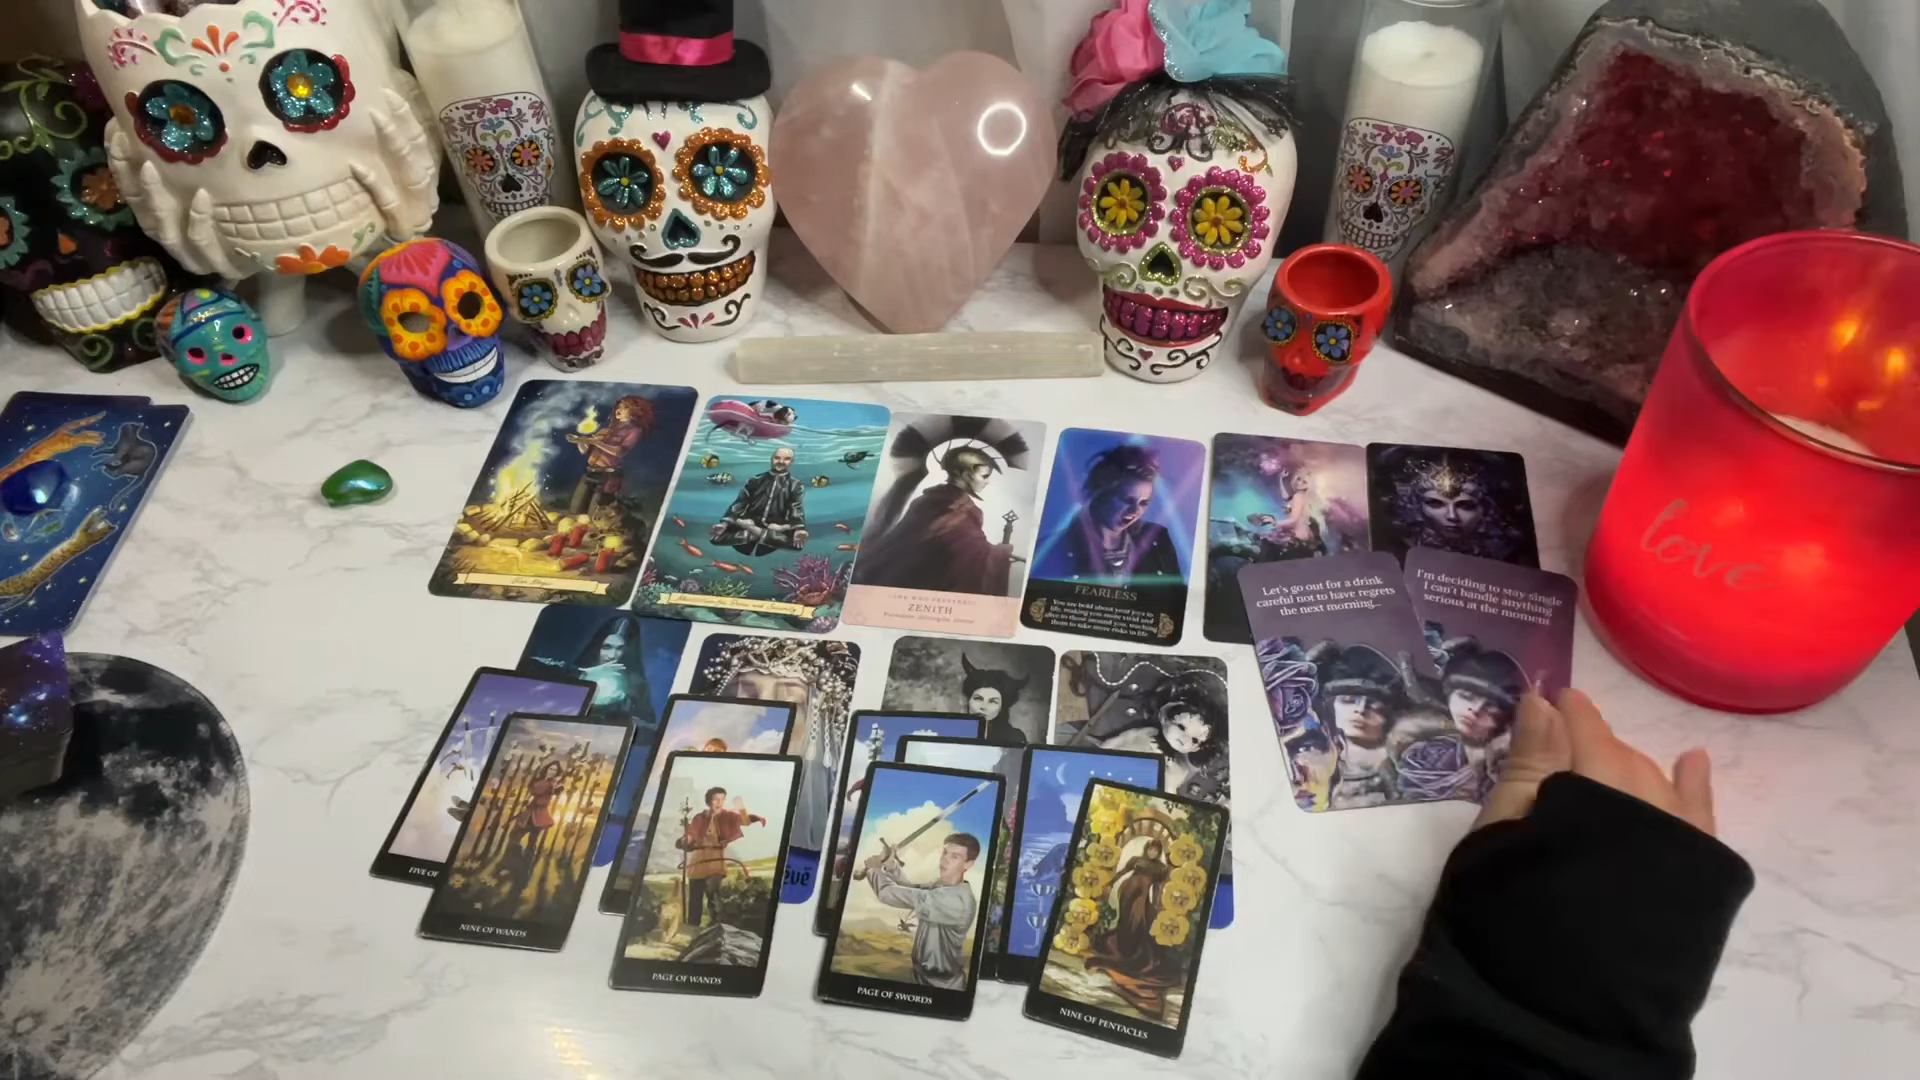 love
Let's go out for a drink
careful not to have regrets
the next morning...
I'm deciding to stay single
I can't handle anything
serious at the moment
ZENITH
FEARLESS
You are bold about your joys in
life, making you more vivid and
alive to those around you, teaching
them to take more risks in life
FIVE OF
NINE OF WANDS
PAGE OF WANDS
PAGE OF SWORDS
NINE OF PENTACLES